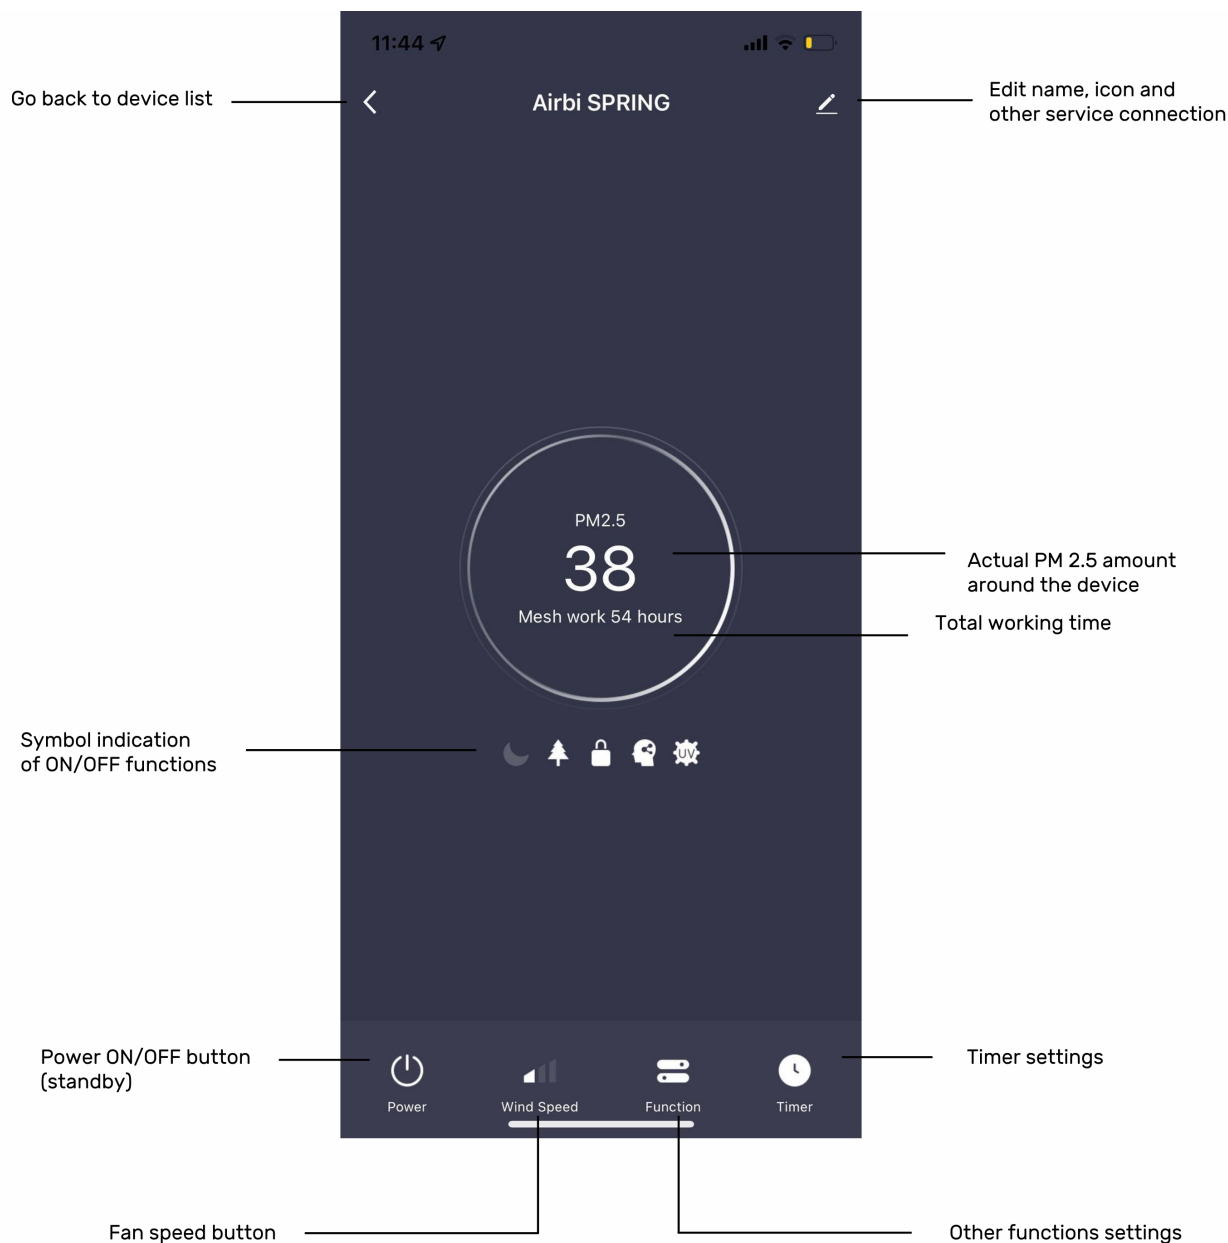 11:44
Go back to device list
Airbi SPRING
Edit name, icon and
other service connection
PM2.5
38
Mesh work 54 hours
Actual PM 2.5 amount
around the device
Total working time
Symbol indication
of ON/OFF functions
UV
Power ON/OFF button
(standby)
Timer settings
Power
Wind Speed
Function
Timer
Fan speed button
Other functions settings